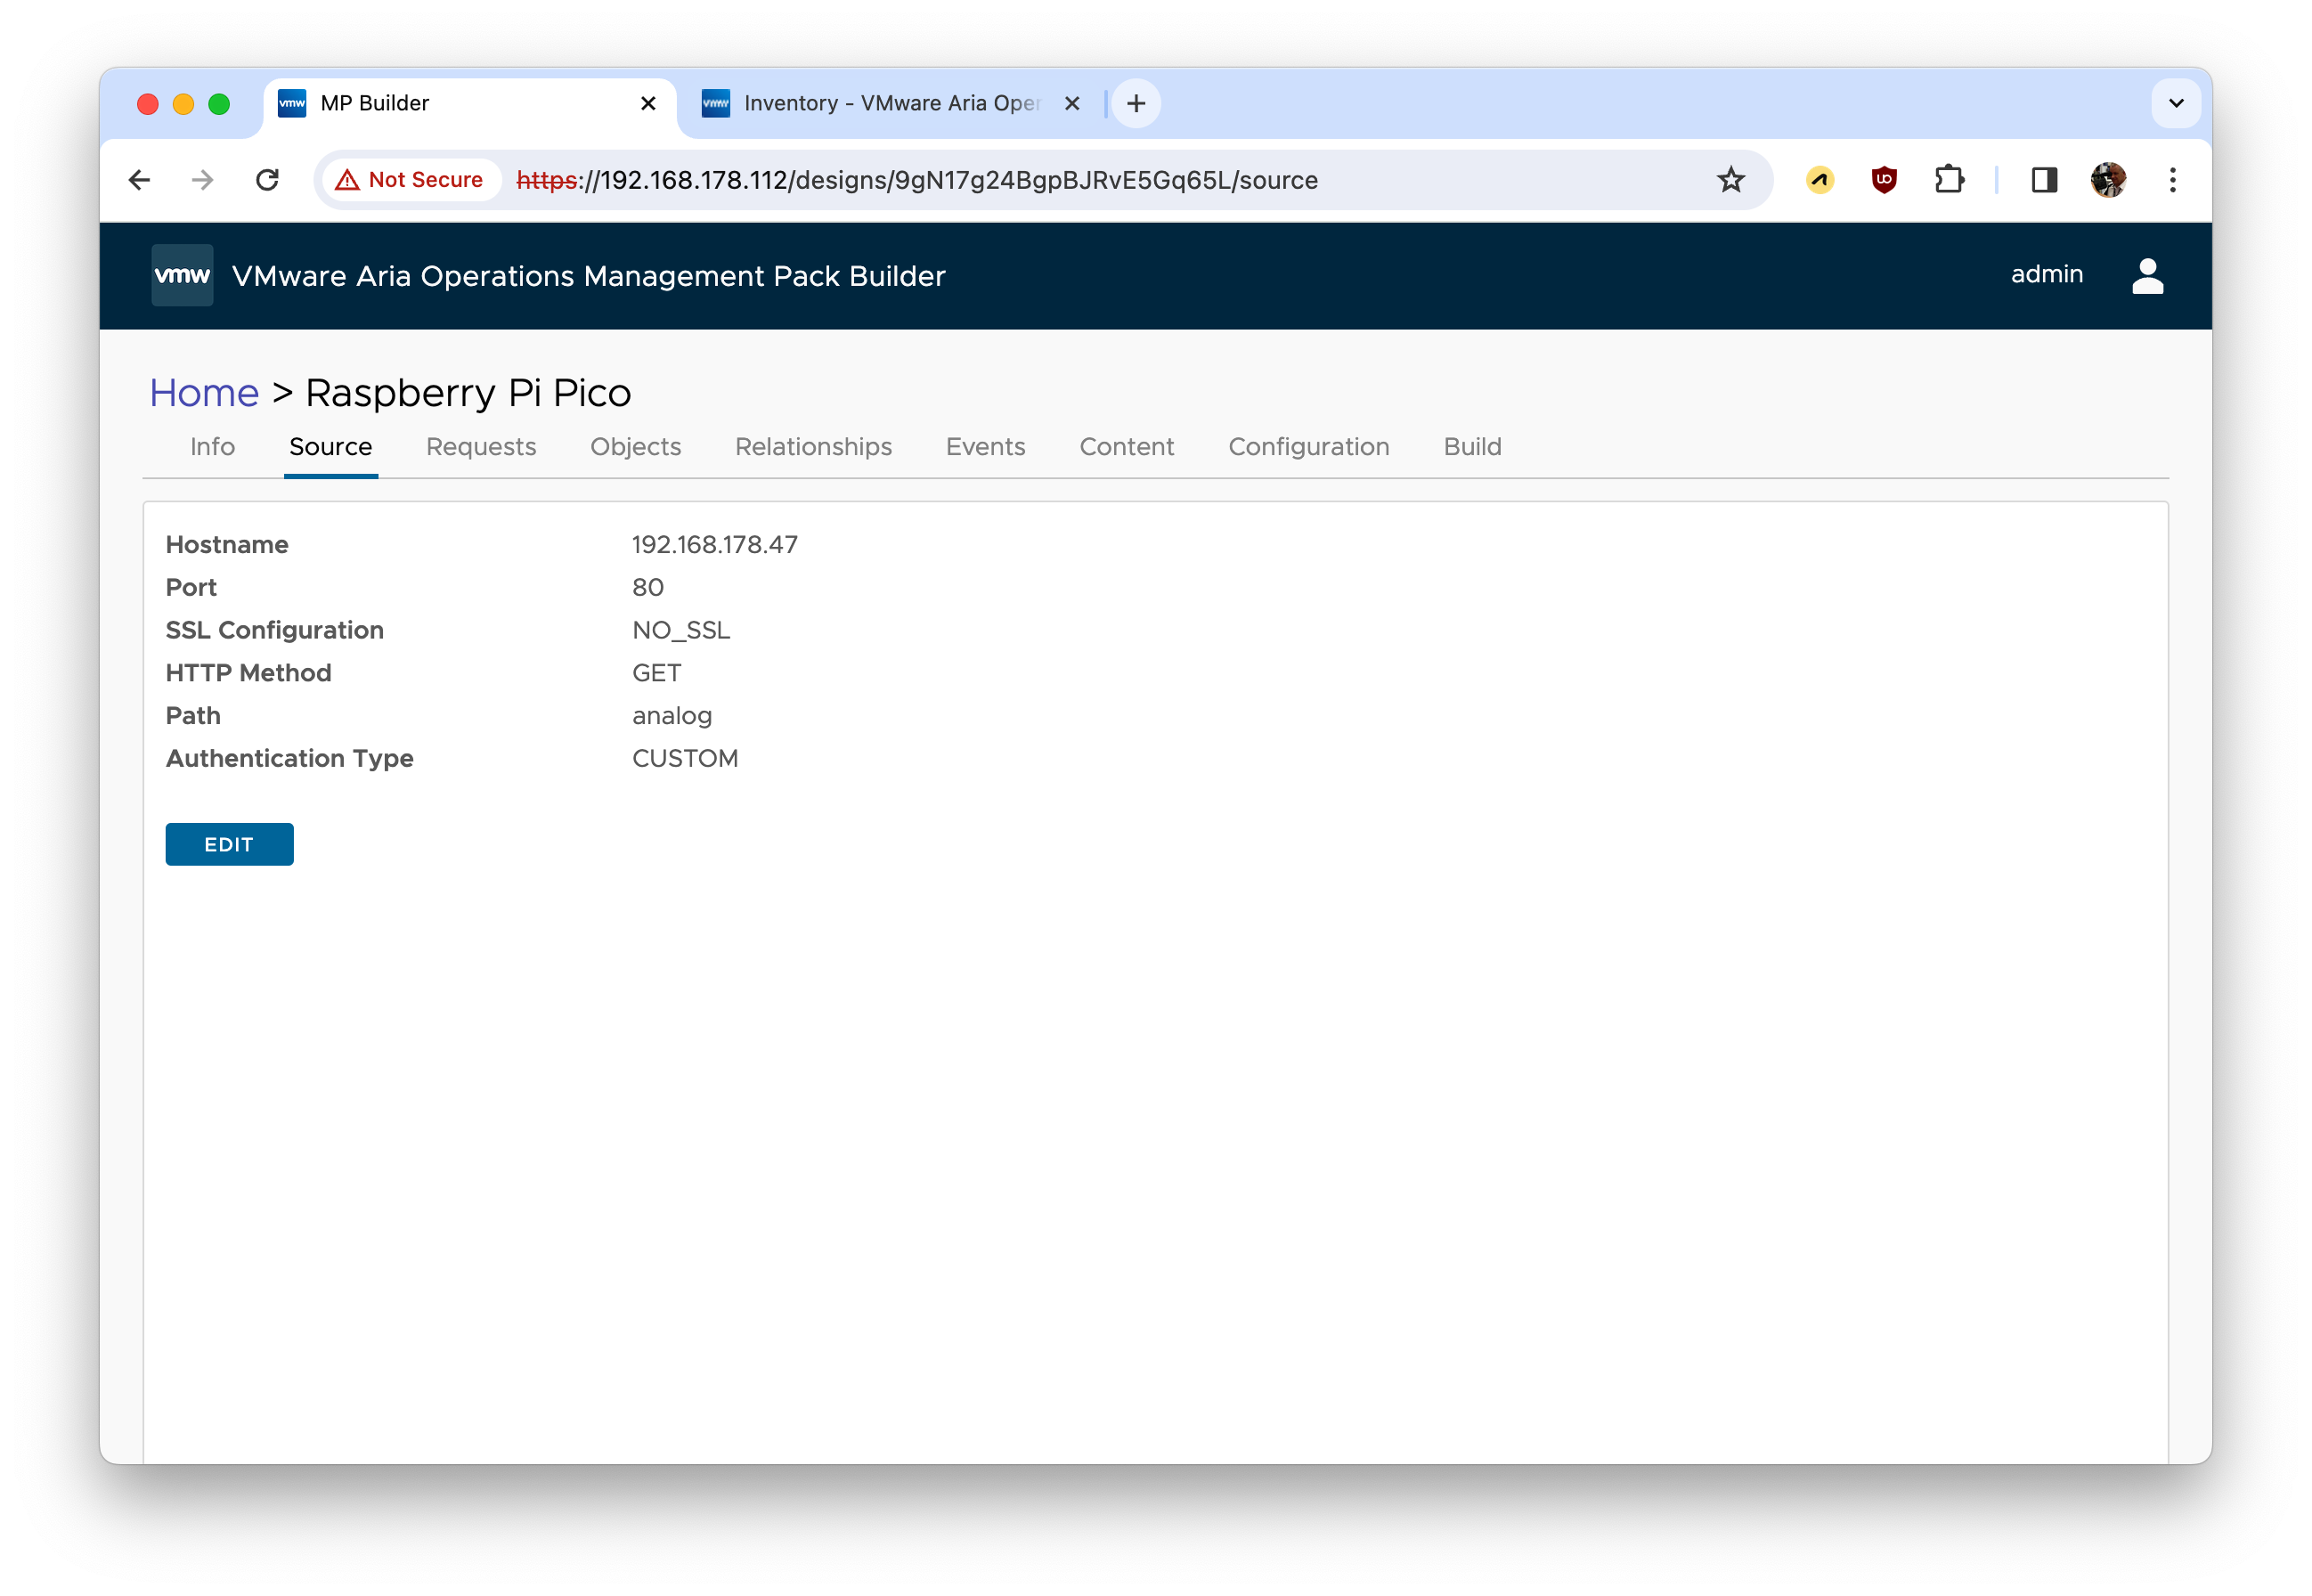 vmw MP Builder vmw Inventory - VMware Aria Oper
Not Secure https://192.168.178.112/designs/9gN17g24BgpBJRvE5Gq65L/source
vmw VMware Aria Operations Management Pack Builder admin
Home > Raspberry Pi Pico
Info Source Requests Objects Relationships Events Content Configuration Build
Hostname 192.168.178.47
Port 80
SSL Configuration NO_SSL
HTTP Method GET
Path analog
Authentication Type CUSTOM
EDIT